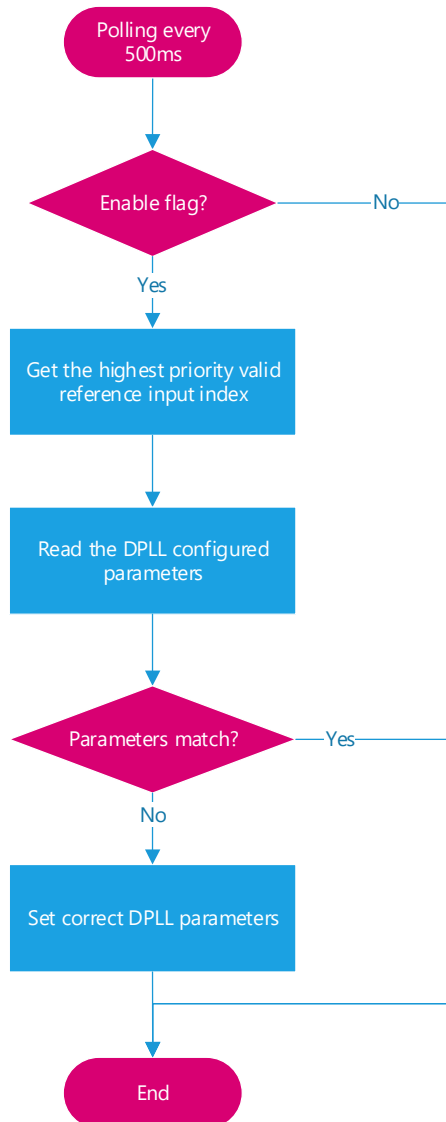 Polling every
500ms
Enable flag?
No
Yes
Get the highest priority valid
reference input index
Read the DPLL configured
parameters
Parameters match?
Yes
No
Set correct DPLL parameters
End